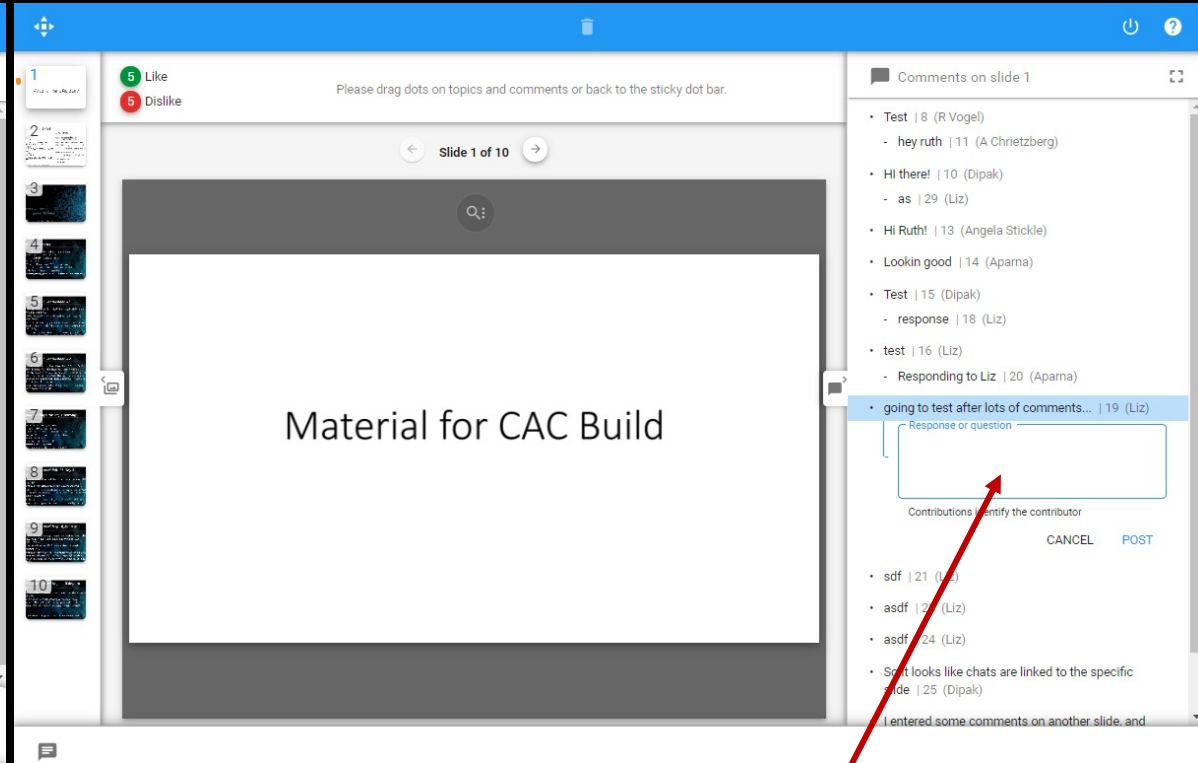 1
2
3
4
5
6
7
8
9
10
5 Like
5 Dislike
Please drag dots on topics and comments or back to the sticky dot bar.
Slide 1 of 10
Material for CAC Build
Comments on slide 1
• Test | 8 (R Vogel)
- hey ruth | 11 (A Chrietzberg)
• HI there! | 10 (Dipak)
- as | 29 (Liz)
• Hi Ruth! | 13 (Angela Stickle)
• Lookin good | 14 (Aparna)
• Test | 15 (Dipak)
- response | 18 (Liz)
• test | 16 (Liz)
- Responding to Liz | 20 (Aparna)
• going to test after lots of comments... | 19 (Liz)
Response or question
Contributions identify the contributor
CANCEL POST
• sdf | 21 (Liz)
• asdf | (Liz)
• asdf | 24 (Liz)
• So it looks like chats are linked to the specific
slide | 25 (Dipak)
I entered some comments on another slide, and